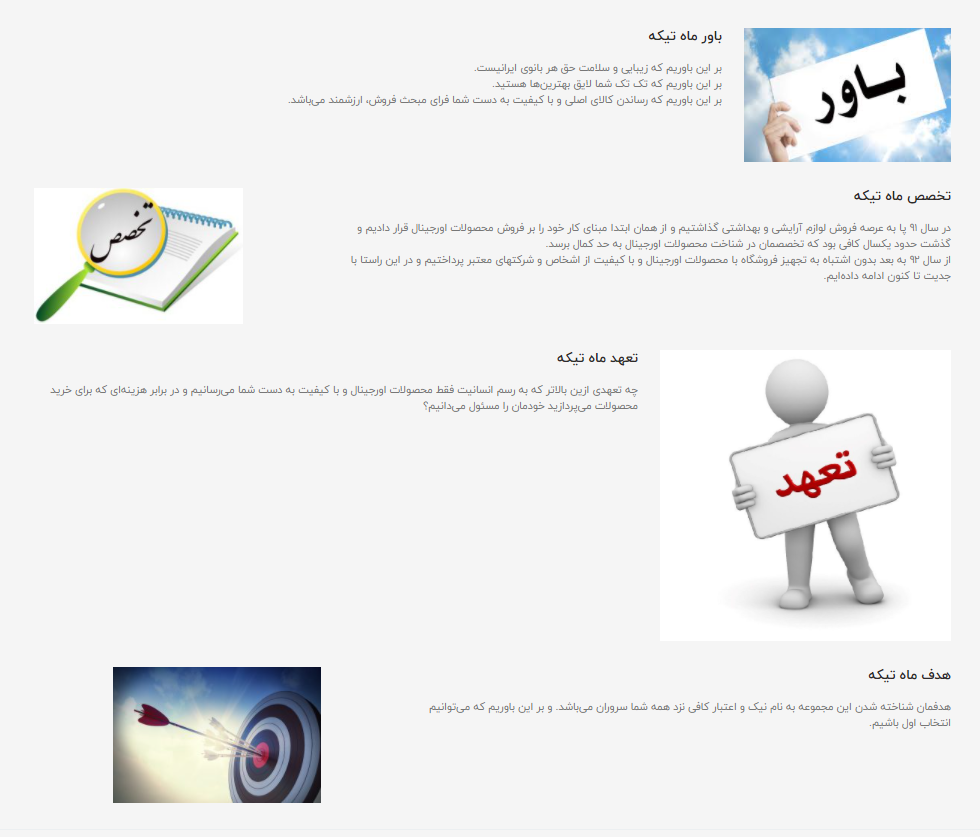 باور ماه تیکه
باور
بر این باوریم که زیبایی و سلامت حق هر بانوی ایرانیست.
بر این باوریم که تک تک شما لایق بهترین‌ها هستید.
بر این باوریم که رساندن کالای اصلی و با کیفیت به دست شما فرای مبحث فروش، ارزشمند می‌باشد.
تخصص ماه تیکه
تخصص
در سال ۹۱ پا به عرصه فروش لوازم آرایشی و بهداشتی گذاشتیم و از همان ابتدا مبنای کار خود را بر فروش محصولات اورجینال قرار دادیم و
گذشت حدود یکسال کافی بود که تخصصمان در شناخت محصولات اورجینال به حد کمال برسد.
از سال ۹۲ به بعد بدون اشتباه به تجهیز فروشگاه با محصولات اورجینال و با کیفیت از اشخاص و شرکتهای معتبر پرداختیم و در این راستا با
جدیت تا کنون ادامه داده‌ایم.
تعهد ماه تیکه
چه تعهدی ازین بالاتر که به رسم انسانیت فقط محصولات اورجینال و با کیفیت به دست شما می‌رسانیم و در برابر هزینه‌ای که برای خرید
محصولات می‌پردازید خودمان را مسئول می‌دانیم؟
تعهد
هدف ماه تیکه
هدفمان شناخته شدن این مجموعه به نام نیک و اعتبار کافی نزد همه شما سروران می‌باشد. و بر این باوریم که می‌توانیم
انتخاب اول باشیم.